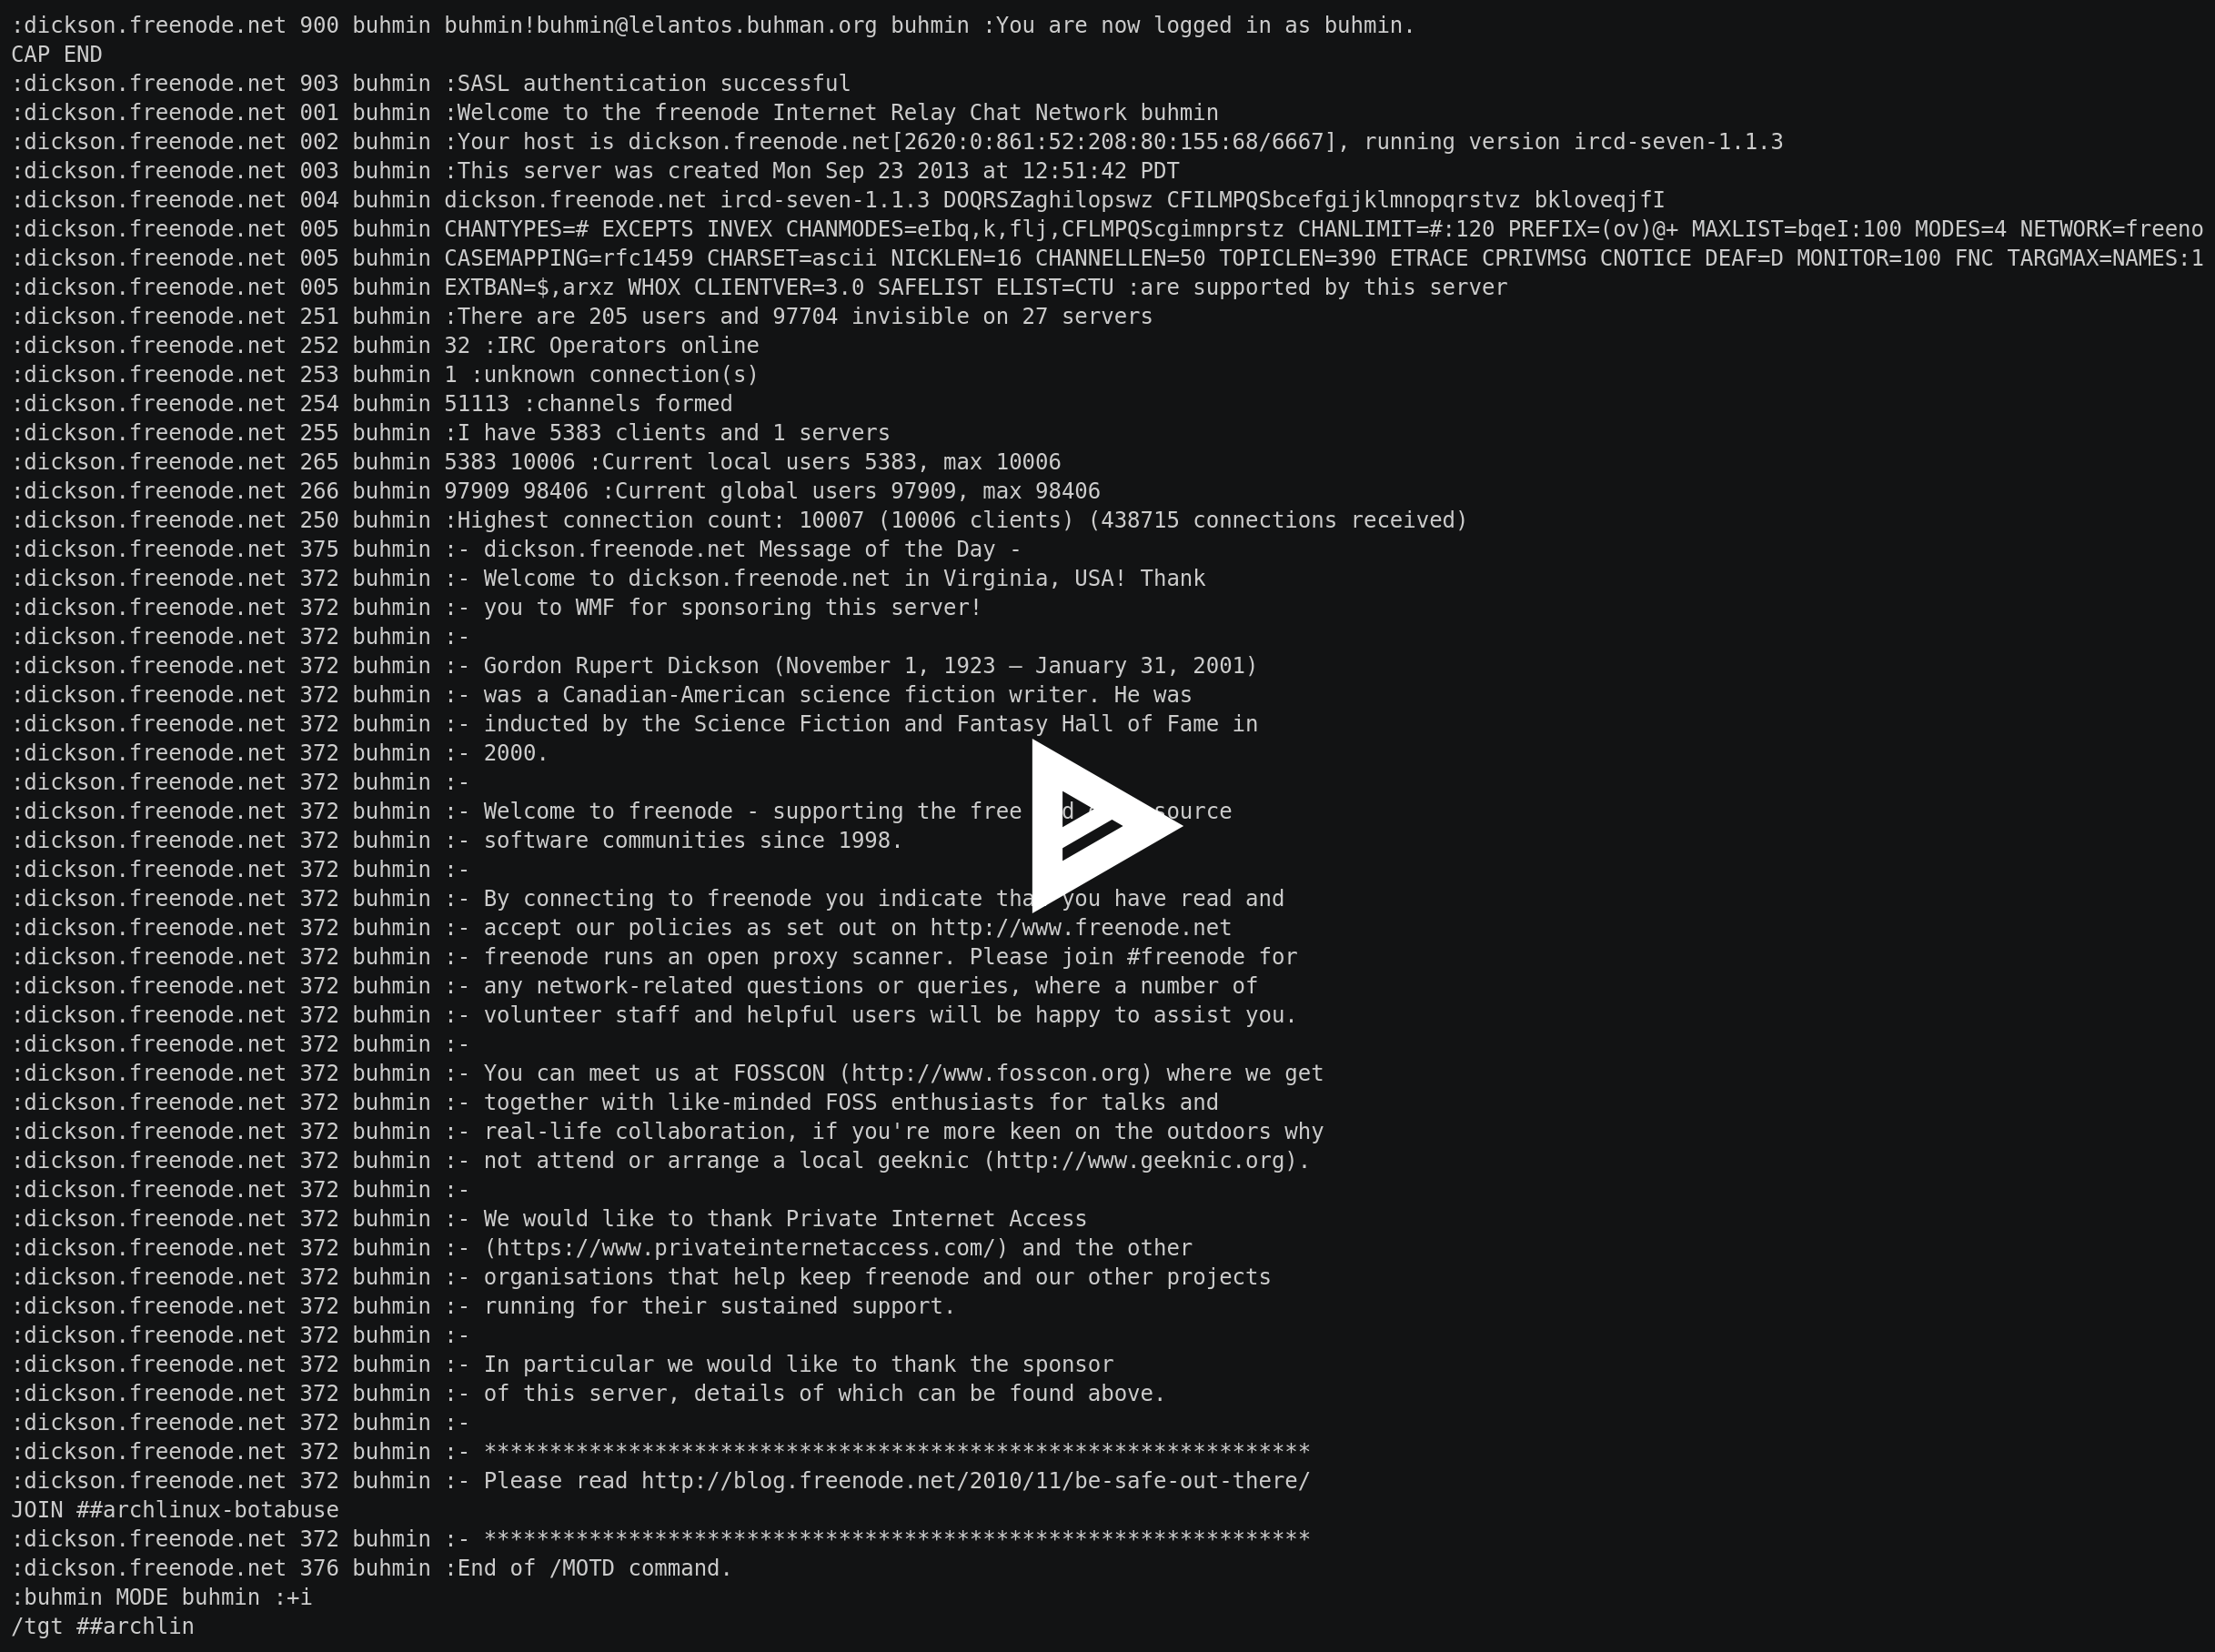 :dickson.freenode.net 900 buhmin buhmin!buhmin@lelantos.buhman.org buhmin :You are now logged in as buhmin.
CAP END
:dickson.freenode.net 903 buhmin :SASL authentication successful
:dickson.freenode.net 001 buhmin :Welcome to the freenode Internet Relay Chat Network buhmin
:dickson.freenode.net 002 buhmin :Your host is dickson.freenode.net[2620:0:861:52:208:80:155:68/6667], running version ircd-seven-1.1.3
:dickson.freenode.net 003 buhmin :This server was created Mon Sep 23 2013 at 12:51:42 PDT
:dickson.freenode.net 004 buhmin dickson.freenode.net ircd-seven-1.1.3 DOQRSZaghilopswz CFILMPQSbcefgijklmnopqrstvz bkloveqjfI
:dickson.freenode.net 005 buhmin CHANTYPES=# EXCEPTS INVEX CHANMODES=eIbq,k,flj,CFLMPQScgimnprstz CHANLIMIT=#:120 PREFIX=(ov)@+ MAXLIST=bqeI:100 MODES=4 NETWORK=freeno
:dickson.freenode.net 005 buhmin CASEMAPPING=rfc1459 CHARSET=ascii NICKLEN=16 CHANNELLEN=50 TOPICLEN=390 ETRACE CPRIVMSG CNOTICE DEAF=D MONITOR=100 FNC TARGMAX=NAMES:1
:dickson.freenode.net 005 buhmin EXTBAN=$,arxz WHOX CLIENTVER=3.0 SAFELIST ELIST=CTU :are supported by this server
:dickson.freenode.net 251 buhmin :There are 205 users and 97704 invisible on 27 servers
:dickson.freenode.net 252 buhmin 32 :IRC Operators online
:dickson.freenode.net 253 buhmin 1 :unknown connection(s)
:dickson.freenode.net 254 buhmin 51113 :channels formed
:dickson.freenode.net 255 buhmin :I have 5383 clients and 1 servers
:dickson.freenode.net 265 buhmin 5383 10006 :Current local users 5383, max 10006
:dickson.freenode.net 266 buhmin 97909 98406 :Current global users 97909, max 98406
:dickson.freenode.net 250 buhmin :Highest connection count: 10007 (10006 clients) (438715 connections received)
:dickson.freenode.net 375 buhmin :- dickson.freenode.net Message of the Day -
:dickson.freenode.net 372 buhmin :- Welcome to dickson.freenode.net in Virginia, USA! Thank
:dickson.freenode.net 372 buhmin :- you to WMF for sponsoring this server!
:dickson.freenode.net 372 buhmin :-
:dickson.freenode.net 372 buhmin :- Gordon Rupert Dickson (November 1, 1923 – January 31, 2001)
:dickson.freenode.net 372 buhmin :- was a Canadian-American science fiction writer. He was
:dickson.freenode.net 372 buhmin :- inducted by the Science Fiction and Fantasy Hall of Fame in
:dickson.freenode.net 372 buhmin :- 2000.
:dickson.freenode.net 372 buhmin :-
:dickson.freenode.net 372 buhmin :- Welcome to freenode - supporting the free source
:dickson.freenode.net 372 buhmin :- software communities since 1998.
:dickson.freenode.net 372 buhmin :-
:dickson.freenode.net 372 buhmin :- By connecting to freenode you indicate that you have read and
:dickson.freenode.net 372 buhmin :- accept our policies as set out on http://www.freenode.net
:dickson.freenode.net 372 buhmin :- freenode runs an open proxy scanner. Please join #freenode for
:dickson.freenode.net 372 buhmin :- any network-related questions or queries, where a number of
:dickson.freenode.net 372 buhmin :- volunteer staff and helpful users will be happy to assist you.
:dickson.freenode.net 372 buhmin :-
:dickson.freenode.net 372 buhmin :- You can meet us at FOSSCON (http://www.fosscon.org) where we get
:dickson.freenode.net 372 buhmin :- together with like-minded FOSS enthusiasts for talks and
:dickson.freenode.net 372 buhmin :- real-life collaboration, if you're more keen on the outdoors why
:dickson.freenode.net 372 buhmin :- not attend or arrange a local geeknic (http://www.geeknic.org).
:dickson.freenode.net 372 buhmin :-
:dickson.freenode.net 372 buhmin :- We would like to thank Private Internet Access
:dickson.freenode.net 372 buhmin :- (https://www.privateinternetaccess.com/) and the other
:dickson.freenode.net 372 buhmin :- organisations that help keep freenode and our other projects
:dickson.freenode.net 372 buhmin :- running for their sustained support.
:dickson.freenode.net 372 buhmin :-
:dickson.freenode.net 372 buhmin :- In particular we would like to thank the sponsor
:dickson.freenode.net 372 buhmin :- of this server, details of which can be found above.
:dickson.freenode.net 372 buhmin :-
:dickson.freenode.net 372 buhmin :- ***************************************************************
:dickson.freenode.net 372 buhmin :- Please read http://blog.freenode.net/2010/11/be-safe-out-there/
JOIN ##archlinux-botabuse
:dickson.freenode.net 372 buhmin :- ***************************************************************
:dickson.freenode.net 376 buhmin :End of /MOTD command.
:buhmin MODE buhmin :+i
/tgt ##archlin